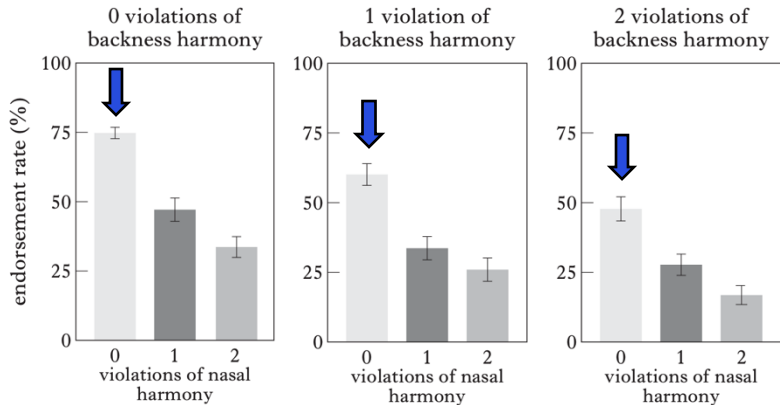 0 violations of
backness harmony
1 violation of
backness harmony
2 violations of
backness harmony
endorsement rate (%)
100
75
50
25
0
0 1 2
violations of nasal
harmony
100
75
50
25
0
0 1 2
violations of nasal
harmony
100
75
50
25
0
0 1 2
violations of nasal
harmony